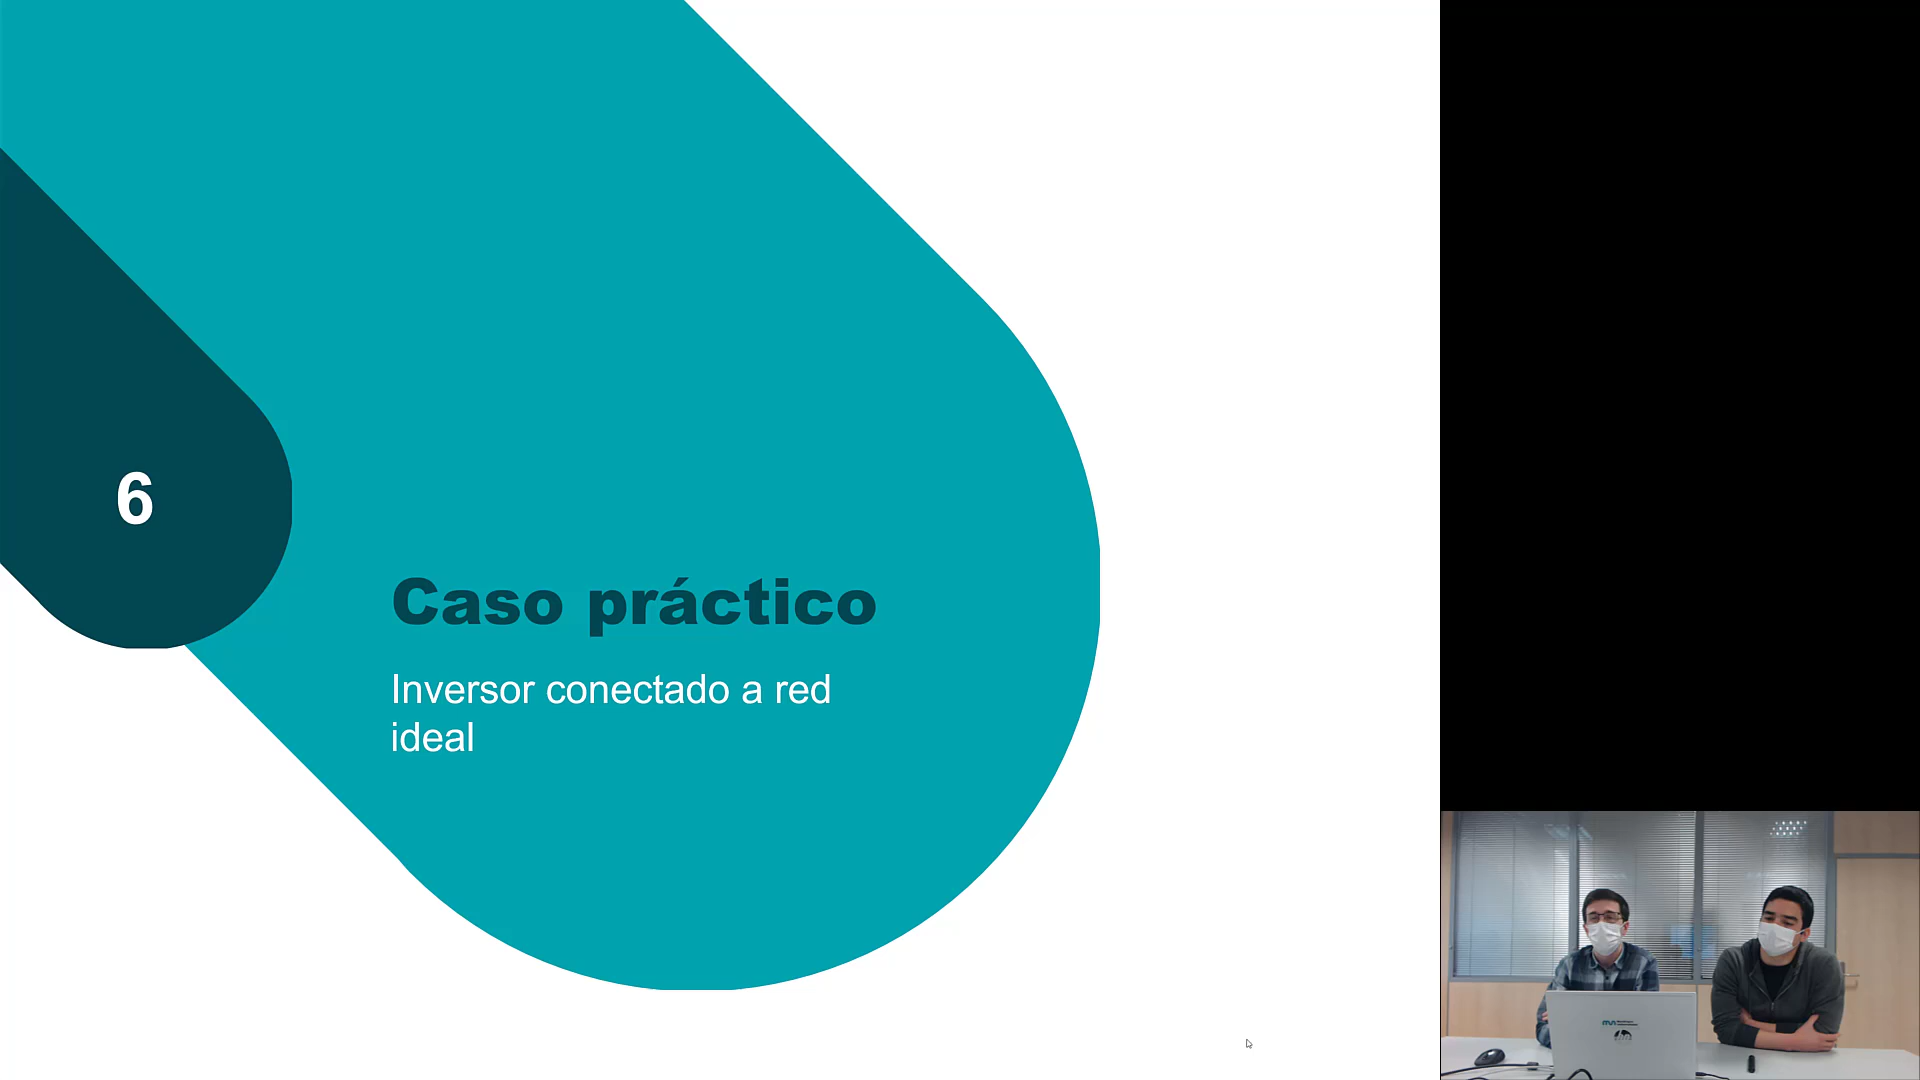 6
Caso práctico
Inversor conectado a red
ideal